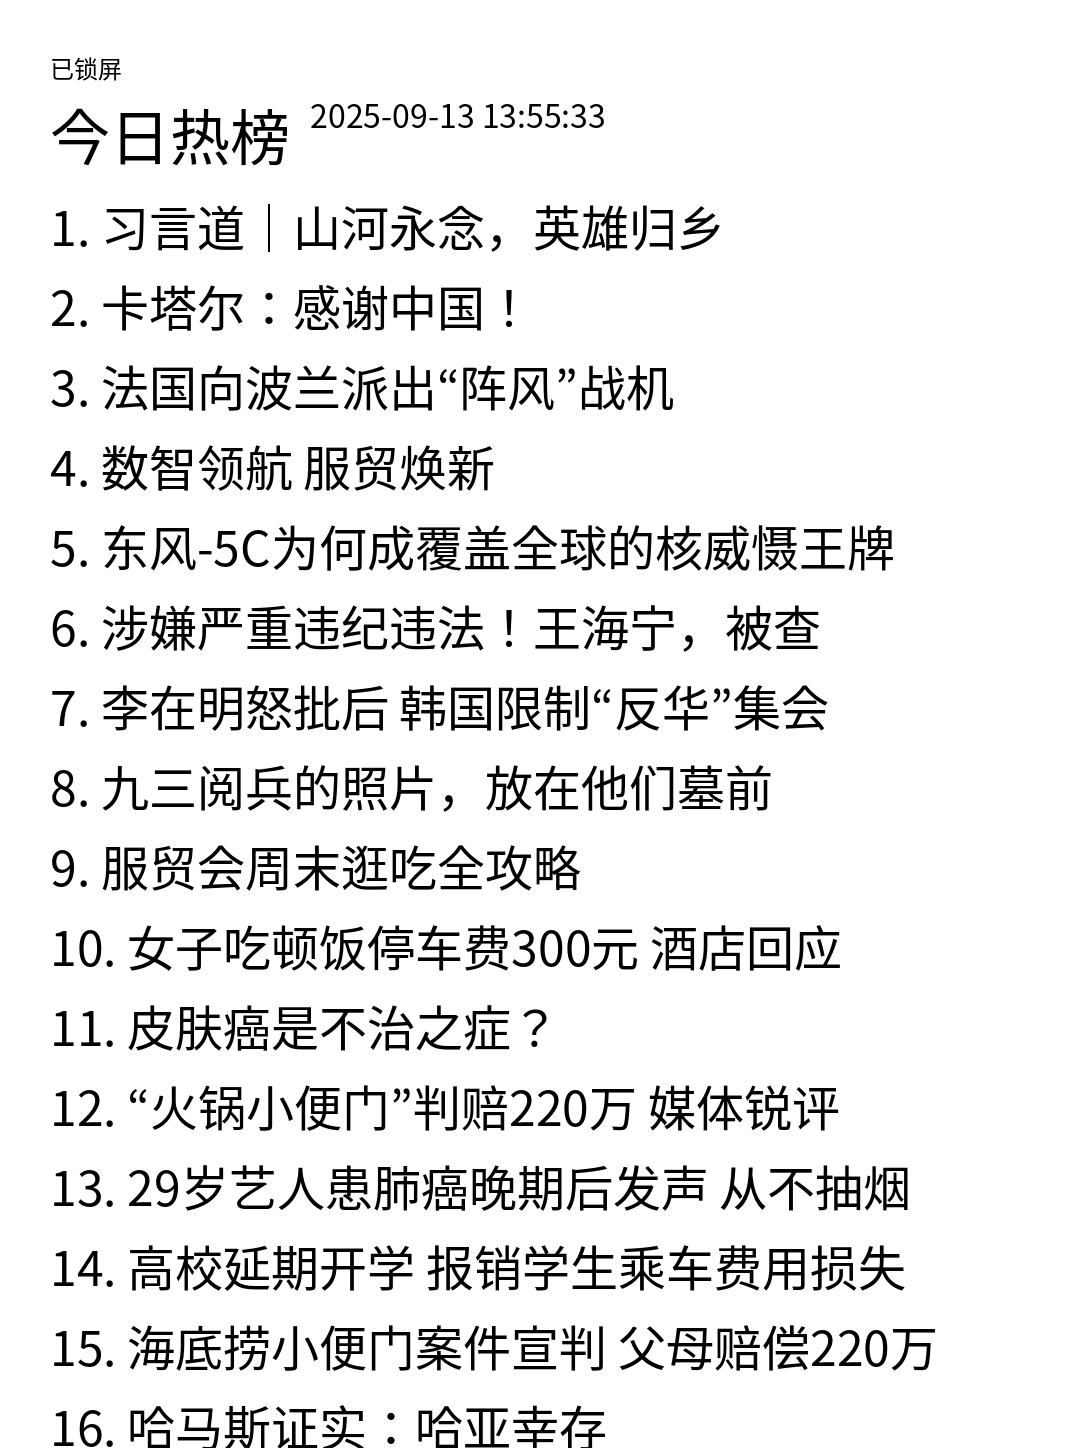 已锁屏
今日热榜 2025-09-13 13:55:33
1. 习言道｜山河永念，英雄归乡
2. 卡塔尔：感谢中国！
3. 法国向波兰派出“阵风”战机
4. 数智领航 服贸焕新
5. 东风-5C为何成覆盖全球的核威慑王牌
6. 涉嫌严重违纪违法！王海宁，被查
7. 李在明怒批后 韩国限制“反华”集会
8. 九三阅兵的照片，放在他们墓前
9. 服贸会周末逛吃全攻略
10. 女子吃顿饭停车费300元 酒店回应
11. 皮肤癌是不治之症？
12. “火锅小便门”判赔220万 媒体锐评
13. 29岁艺人患肺癌晚期后发声 从不抽烟
14. 高校延期开学 报销学生乘车费用损失
15. 海底捞小便门案件宣判 父母赔偿220万
16. 哈马斯证实：哈亚幸存